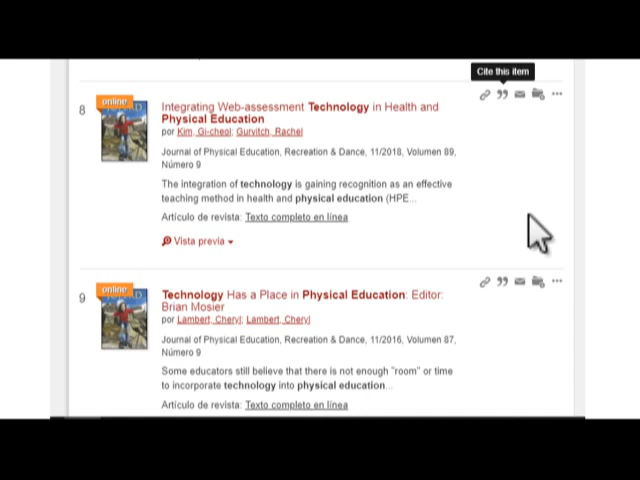 Cite this item
8
online
Integrating Web-assessment Technology in Health and
Physical Education
por Kim, Gi-cheol; Gurvitch, Rachel
Journal of Physical Education, Recreation & Dance, 11/2018, Volumen 89,
Número 9
The integration of technology is gaining recognition as an effective
teaching method in health and physical education (HPE...
Artículo de revista: Texto completo en línea
Vista previa
9
online
Technology Has a Place in Physical Education: Editor:
Brian Mosier
por Lambert, Cheryl; Lambert, Cheryl
Journal of Physical Education, Recreation & Dance, 11/2016, Volumen 87,
Número 9
Some educators still believe that there is not enough "room" or time
to incorporate technology into physical education...
Artículo de revista: Texto completo en línea